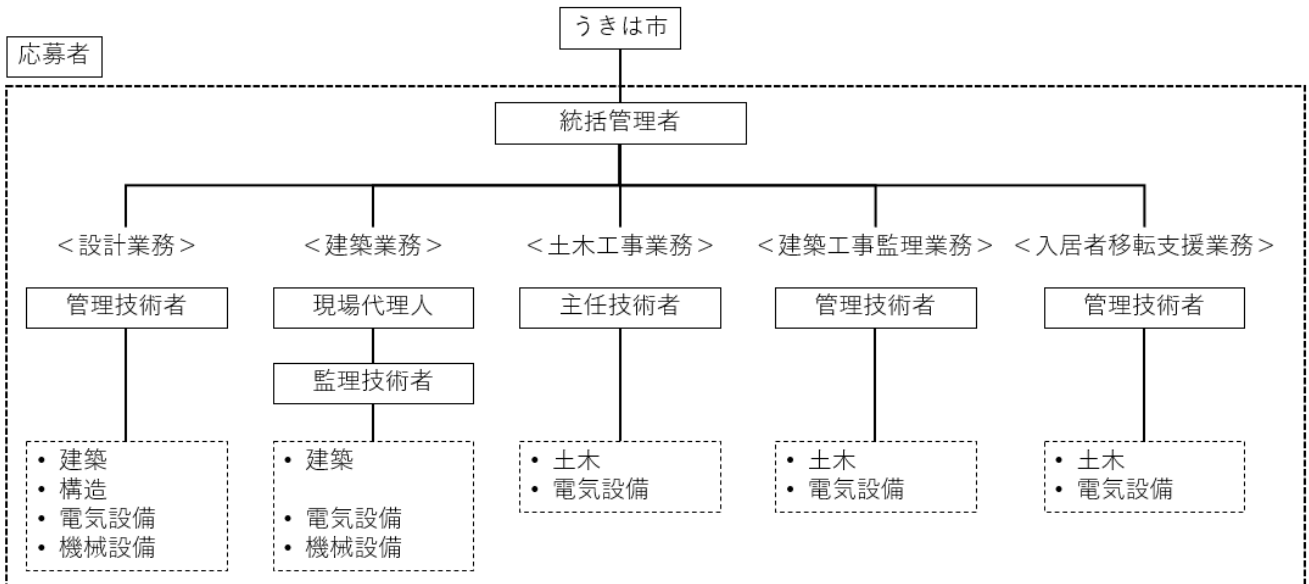 うきは市
応募者
統括管理者
＜設計業務＞
＜建築業務＞
＜土木工事業務＞
＜建築工事監理業務＞
＜入居者移転支援業務＞
管理技術者
現場代理人
主任技術者
管理技術者
管理技術者
監理技術者
• 建築
• 構造
• 電気設備
• 機械設備
• 建築
• 電気設備
• 機械設備
• 土木
• 電気設備
• 土木
• 電気設備
• 土木
• 電気設備